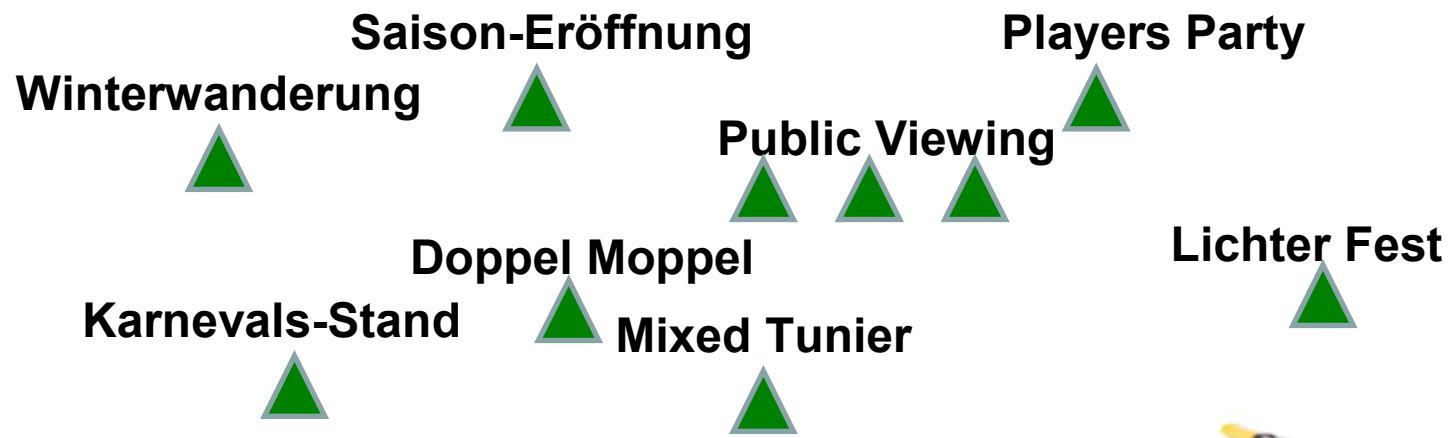 Saison-Eröffnung
Players Party
Winterwanderung
Public Viewing
Lichter Fest
Doppel Moppel
Karnevals-Stand
Mixed Tunier